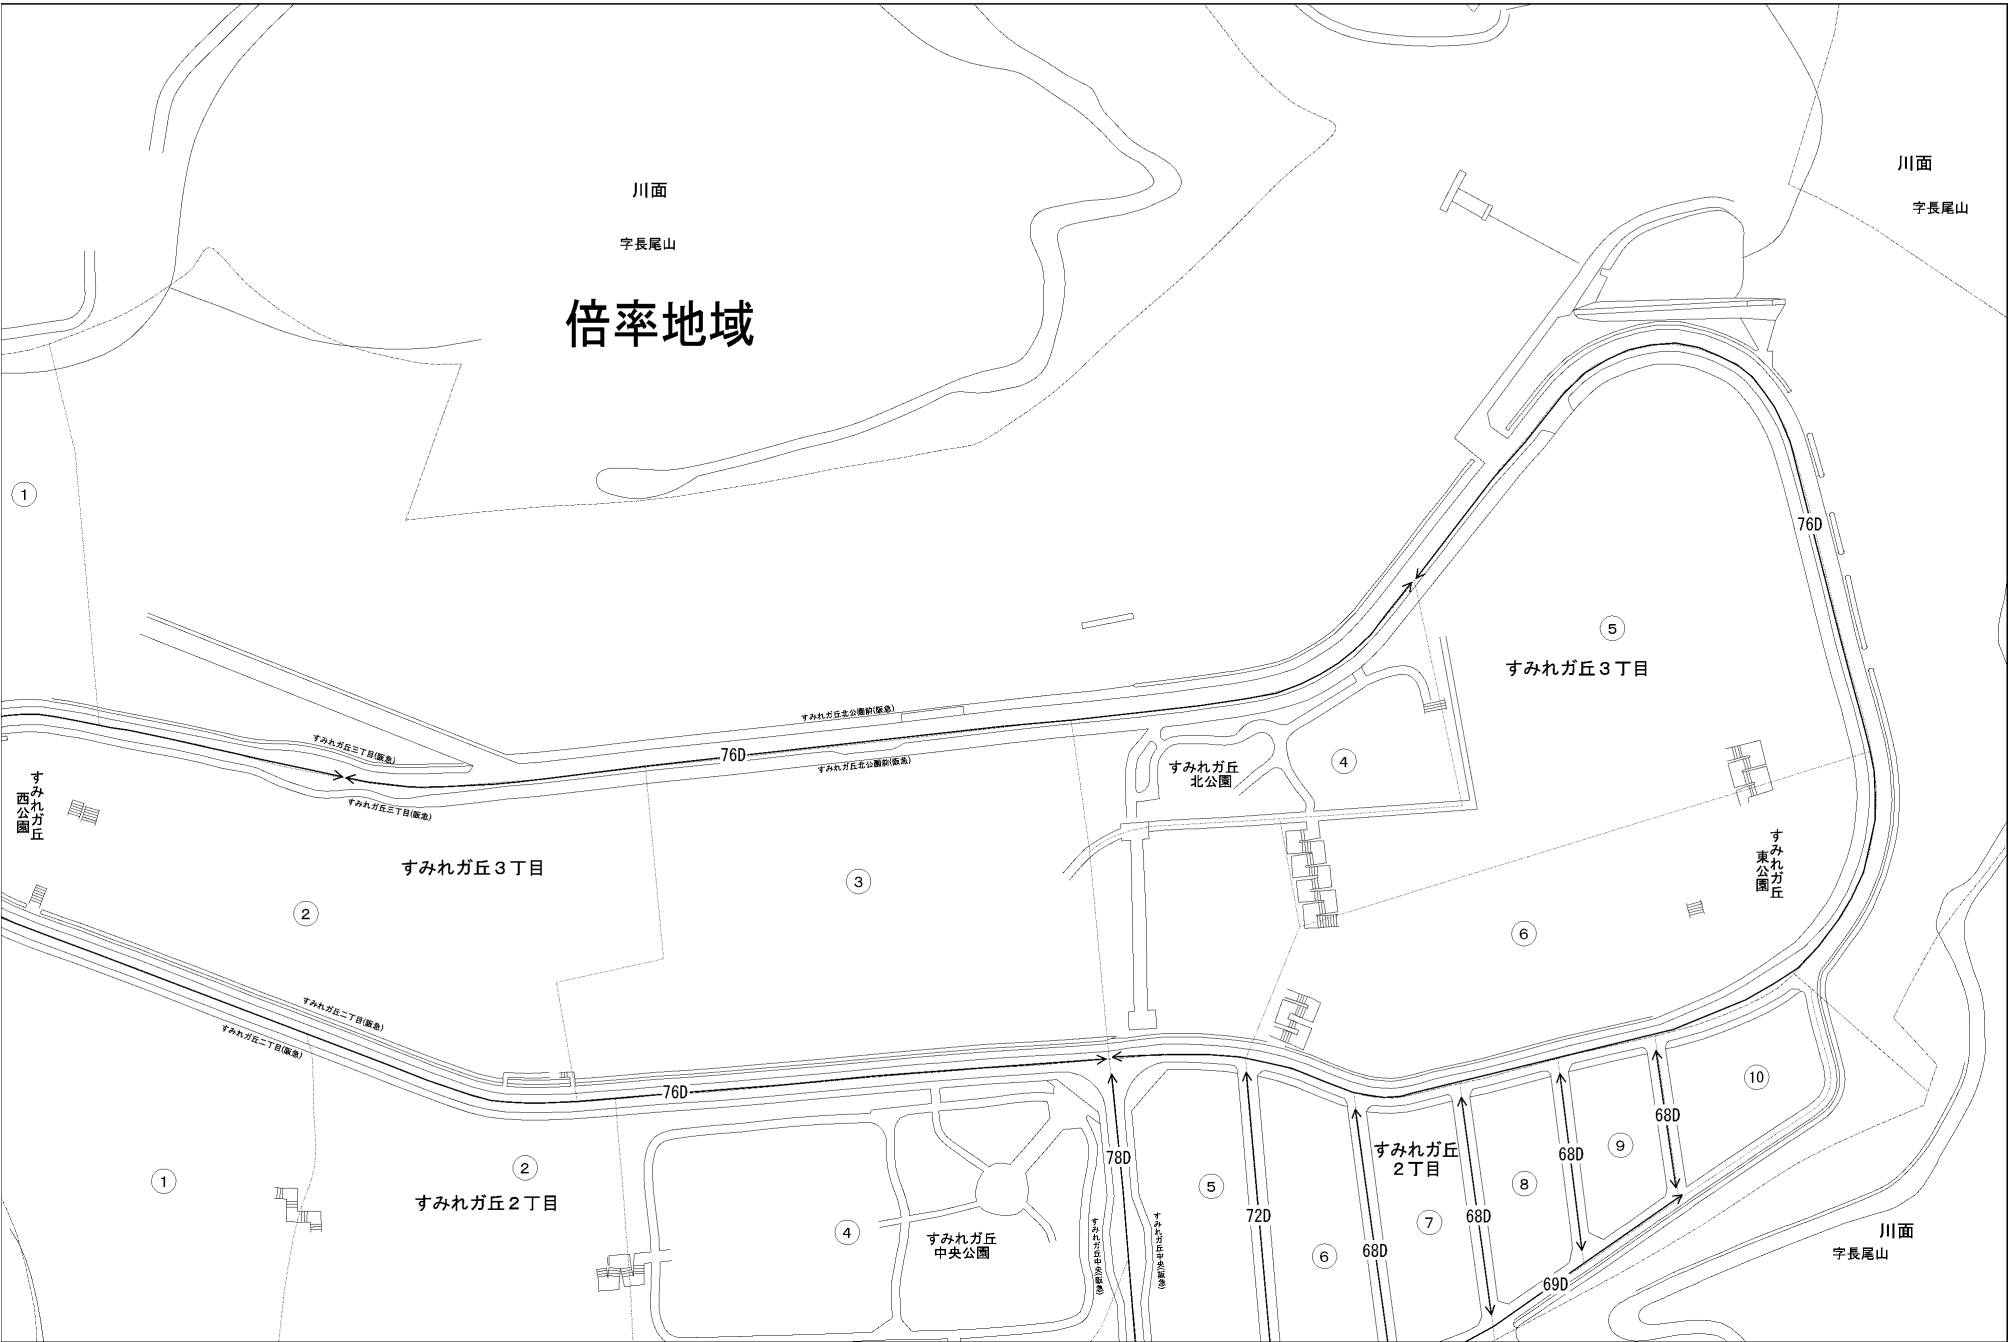 川面
字長尾山
倍率地域
川面
字長尾山
①
76D
⑤
すみれガ丘３丁目
すみれガ丘北公園前(阪急)
すみれガ丘三丁目(阪急)
76D
すみれガ丘北公園前(阪急)
すみれガ丘
北公園
④
すみれガ丘
西公園
すみれガ丘三丁目(阪急)
すみれガ丘３丁目
③
②
すみれガ丘
東公園
⑥
すみれガ丘二丁目(阪急)
すみれガ丘二丁目(阪急)
76D
⑩
68D
⑨
68D
すみれガ丘
２丁目
78D
①
②
すみれガ丘２丁目
⑤
⑧
72D
68D
⑦
④
すみれガ丘
中央公園
すみれガ丘中央(阪急)
すみれガ丘中央(阪急)
⑥
68D
69D
川面
字長尾山